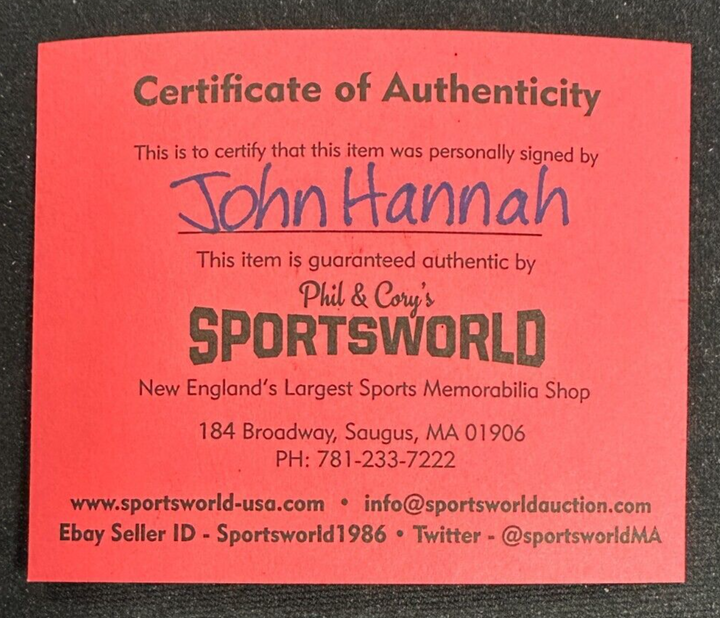 Certificate of Authenticity
This is to certify that this item was personally signed by
John Hannah
This item is guaranteed authentic by
Phil & Cory's
SPORTSWORLD
New England's Largest Sports Memorabilia Shop
184 Broadway, Saugus, MA 01906
PH: 781-233-7222
www.sportsworld-usa.com • info@sportsworldauction.com
Ebay Seller ID - Sportsworld1986 • Twitter - @sportsworldMA